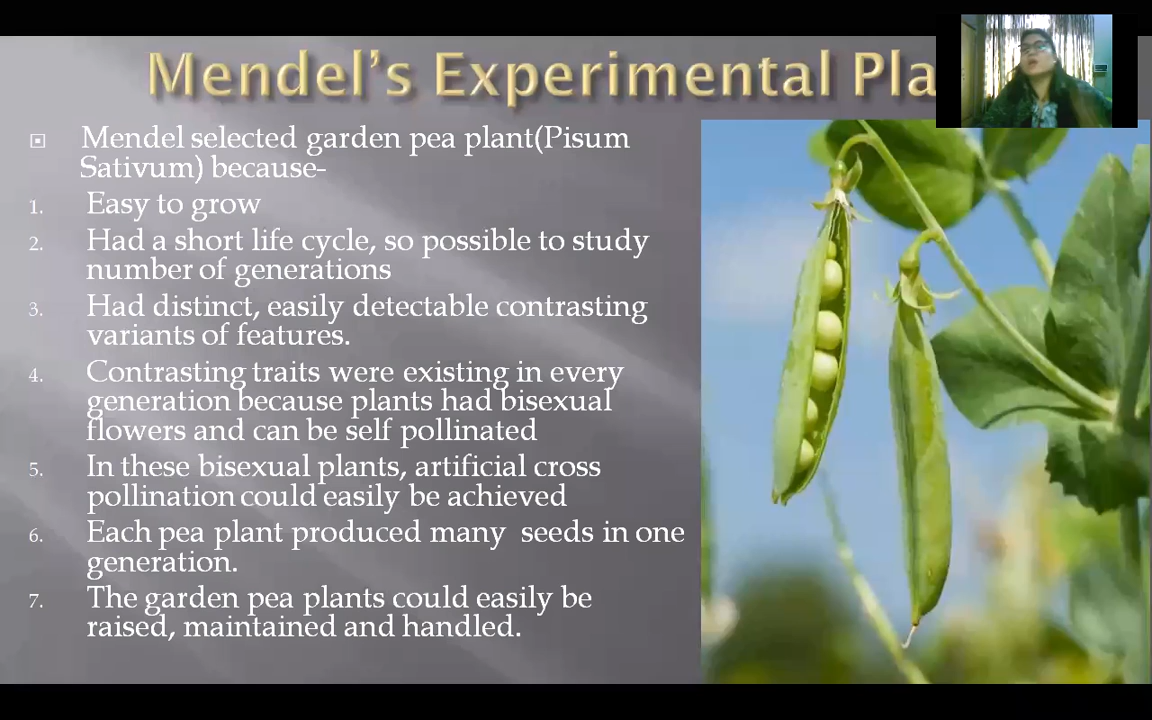 Mendel's Experimental Pla
Mendel selected garden pea plant(Pisum
Sativum) because-
1. Easy to grow
2. Had a short life cycle, so possible to study
number of generations
3. Had distinct, easily detectable contrasting
variants of features.
4. Contrasting traits were existing in every
generation because plants had bisexual
flowers and can be self pollinated
5. In these bisexual plants, artificial cross
pollination could easily be achieved
6. Each pea plant produced many seeds in one
generation.
7. The garden pea plants could easily be
raised, maintained and handled.